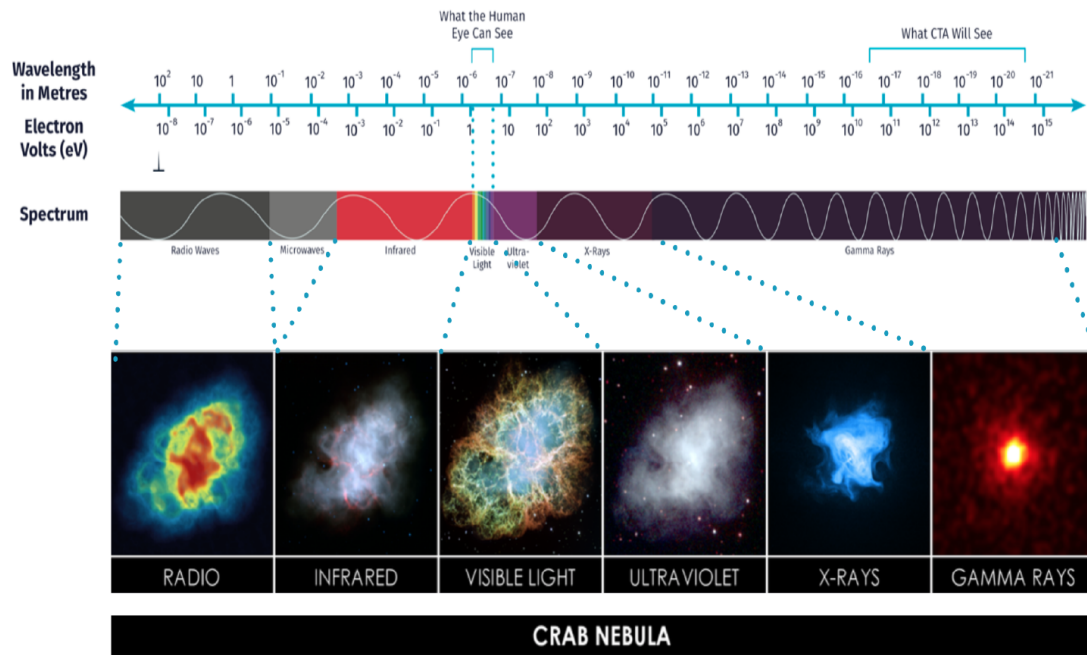 What the Human
Eye Can See
What CTA Will See
Wavelength
in Metres
10² 10 1 10⁻¹ 10⁻² 10⁻³ 10⁻⁴ 10⁻⁵ 10⁻⁶ 10⁻⁷ 10⁻⁸ 10⁻⁹ 10⁻¹⁰ 10⁻¹¹ 10⁻¹² 10⁻¹³ 10⁻¹⁴ 10⁻¹⁵ 10⁻¹⁶ 10⁻¹⁷ 10⁻¹⁸ 10⁻¹⁹ 10⁻²⁰ 10⁻²¹
Electron
Volts (eV)
10⁻⁸ 10⁻⁷ 10⁻⁶ 10⁻⁵ 10⁻⁴ 10⁻³ 10⁻² 10⁻¹ 1 10 10² 10³ 10⁴ 10⁵ 10⁶ 10⁷ 10⁸ 10⁹ 10¹⁰ 10¹¹ 10¹² 10¹³ 10¹⁴ 10¹⁵
Spectrum
Radio Waves Microwaves Infrared Visible
Light Ultra-
violet X-Rays Gamma Rays
RADIO INFRARED VISIBLE LIGHT ULTRAVIOLET X-RAYS GAMMA RAYS
CRAB NEBULA